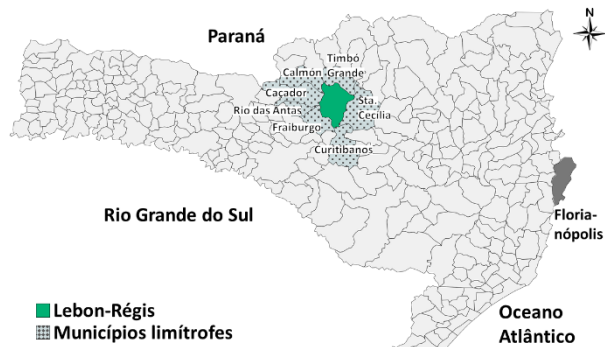 N
Paraná
Timbó
Calmón Grande
Caçador
Sta.
Rio das Antas
Cecília
Fraiburgo
Curitibanos
Rio Grande do Sul
Floria-
nópolis
Lebon-Régis
Municípios limítrofes
Oceano
Atlântico